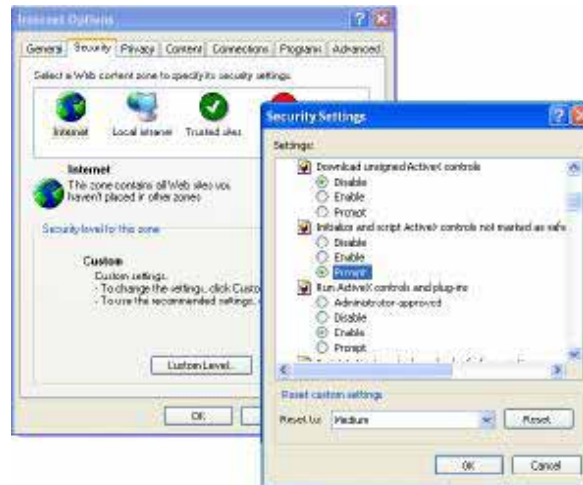 Internet Options
General Security Privacy Content Connections Programs Advanced
Select a Web content zone to specify its security settings.
Internet Local intranet Trusted sites
Internet
This zone contains all Web sites you
haven't placed in other zones
Security level for this zone
Custom
Custom settings.
- To change the settings, click Custo
- To use the recommended settings,
Custom Level...
OK
Security Settings
Settings:
Download unsigned ActiveX controls
Disable
Enable
Prompt
Initialize and script ActiveX controls not marked as safe
Disable
Enable
Prompt
Run ActiveX controls and plug-ins
Administrator approved
Disable
Enable
Prompt
Reset custom settings
Reset to: Medium Reset
OK Cancel